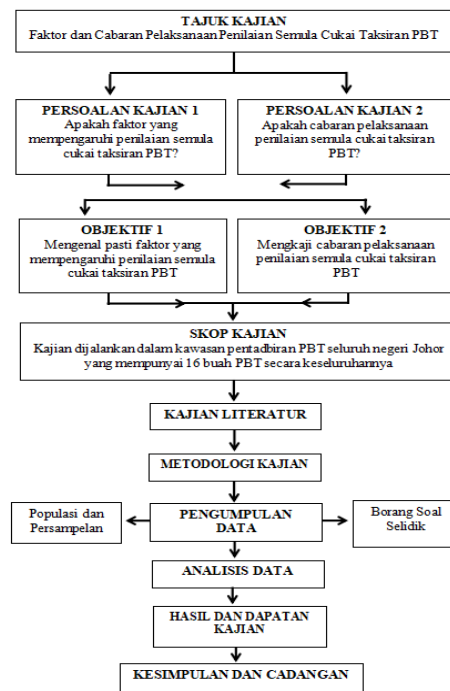 TAJUK KAJIAN
Faktor dan Cabaran Pelaksanaan Penilaian Semula Cukai Taksiran PBT
PERSOALAN KAJIAN 1
Apakah faktor yang
mempengaruhi penilaian semula
cukai taksiran PBT?
PERSOALAN KAJIAN 2
Apakah cabaran pelaksanaan
penilaian semula cukai taksiran
PBT?
OBJEKTIF 1
Mengenal pasti faktor yang
mempengaruhi penilaian semula
cukai taksiran PBT
OBJEKTIF 2
Mengkaji cabaran pelaksanaan
penilaian semula cukai taksiran
PBT
SKOP KAJIAN
Kajian dijalankan dalam kawasan pentadbiran PBT seluruh negeri Johor
yang mempunyai 16 buah PBT secara keseluruhannya
KAJIAN LITERATUR
METODOLOGI KAJIAN
Populasi dan
Persampelan
PENGUMPULAN
DATA
Borang Soal
Selidik
ANALISIS DATA
HASIL DAN DAPATAN
KAJIAN
KESIMPULAN DAN CADANGAN